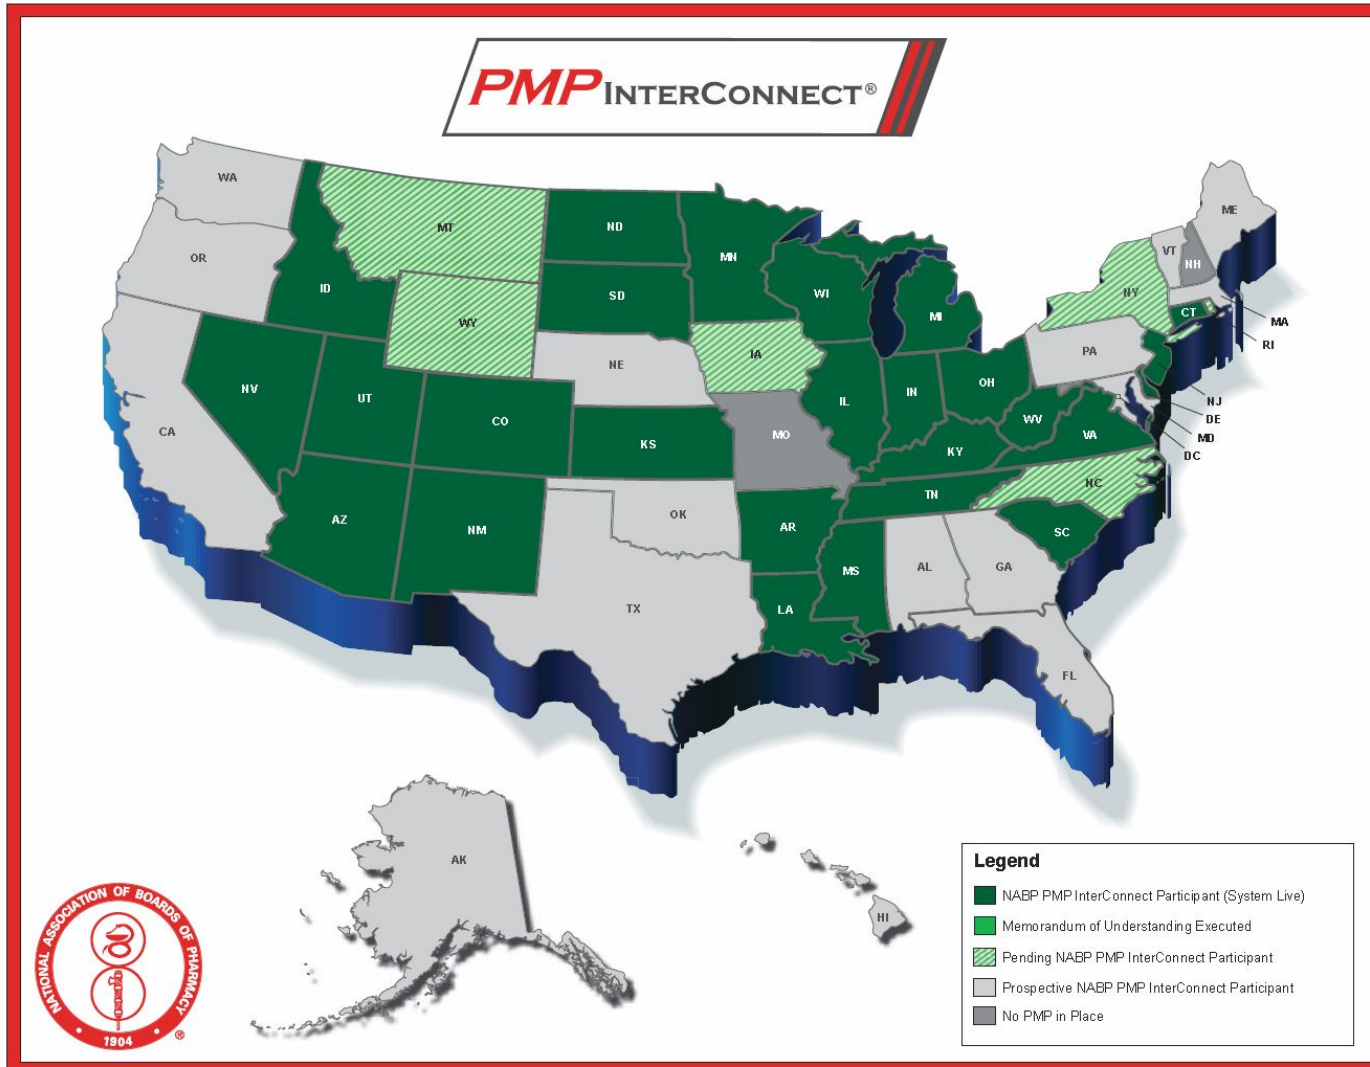 PMP INTERCONNECT®
WA
OR
CA
ID
NV
MT
WY
UT
AZ
CO
NM
ND
SD
NE
KS
OK
TX
MN
IA
MO
AR
LA
WI
IL
MI
IN
OH
KY
TN
MS
AL
GA
FL
SC
NC
VA
WV
PA
NY
VT
NH
ME
MA
RI
CT
NJ
DE
MD
DC
AK
HI
NATIONAL ASSOCIATION OF BOARDS OF PHARMACY
1904
®
Legend
NABP PMP InterConnect Participant (System Live)
Memorandum of Understanding Executed
Pending NABP PMP InterConnect Participant
Prospective NABP PMP InterConnect Participant
No PMP in Place